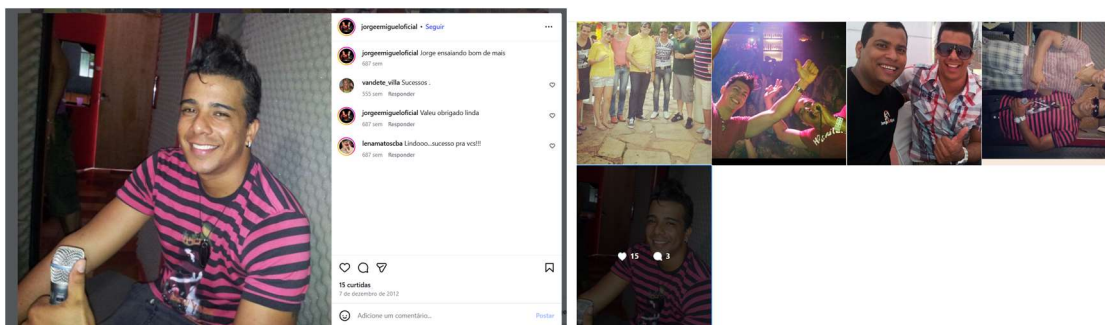 jorgeemigueloficial • Seguir
jorgeemigueloficial Jorge ensaiando bom de mais
687 sem
vandete_villa Sucessos .
555 sem Responder
jorgeemigueloficial Valeu obrigado linda
687 sem Responder
lenamatoscba Lindooo...sucesso pra vcs!!!
687 sem Responder
15 curtidas
7 de dezembro de 2012
Adicione um comentário...
Postar
15 3